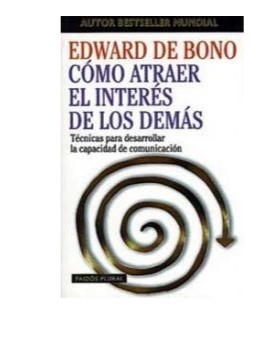 AUTOR BESTSELLER MUNDIAL
EDWARD DE BONO
CÓMO ATRAER
EL INTERÉS
DE LOS DEMÁS
Técnicas para desarrollar
la capacidad de comunicación
PAIDÓS PLURAL